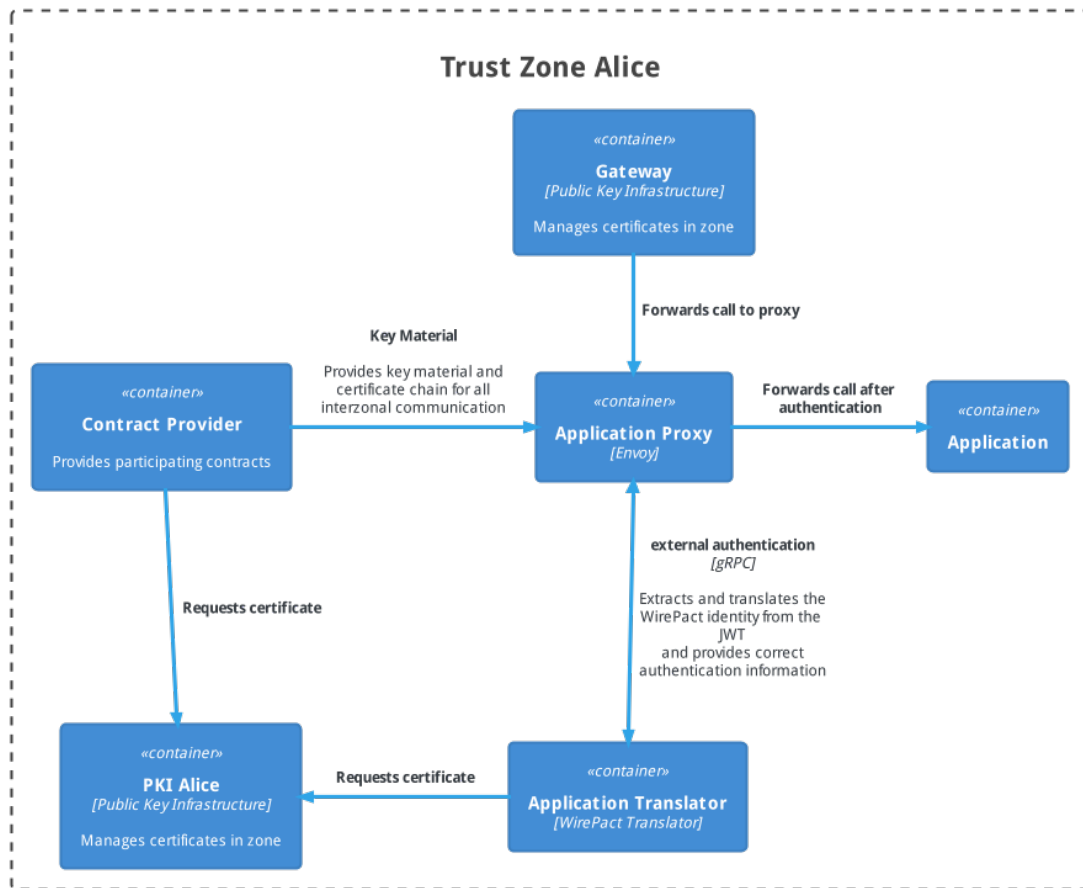 Trust Zone Alice
«container»
Gateway
[Public Key Infrastructure]
Manages certificates in zone
Forwards call to proxy
Key Material
Provides key material and
certificate chain for all
interzonal communication
«container»
Contract Provider
Provides participating contracts
«container»
Application Proxy
[Envoy]
Forwards call after
authentication
«container»
Application
external authentication
[gRPC]
Extracts and translates the
WirePact identity from the
JWT
and provides correct
authentication information
Requests certificate
«container»
PKI Alice
[Public Key Infrastructure]
Manages certificates in zone
Requests certificate
«container»
Application Translator
[WirePact Translator]